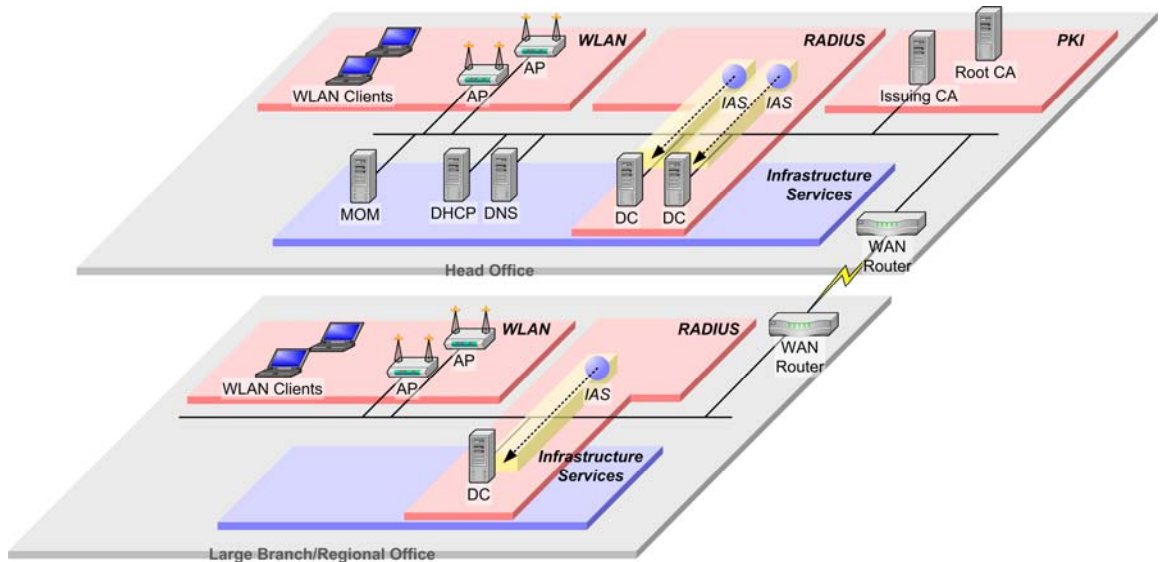 WLAN
RADIUS
PKI
AP
AP
WLAN Clients
IAS
IAS
Issuing CA
Root CA
MOM
DHCP
DNS
DC
DC
Infrastructure
Services
WAN
Router
Head Office
WLAN
RADIUS
AP
AP
WLAN Clients
IAS
WAN
Router
DC
Infrastructure
Services
Large Branch/Regional Office